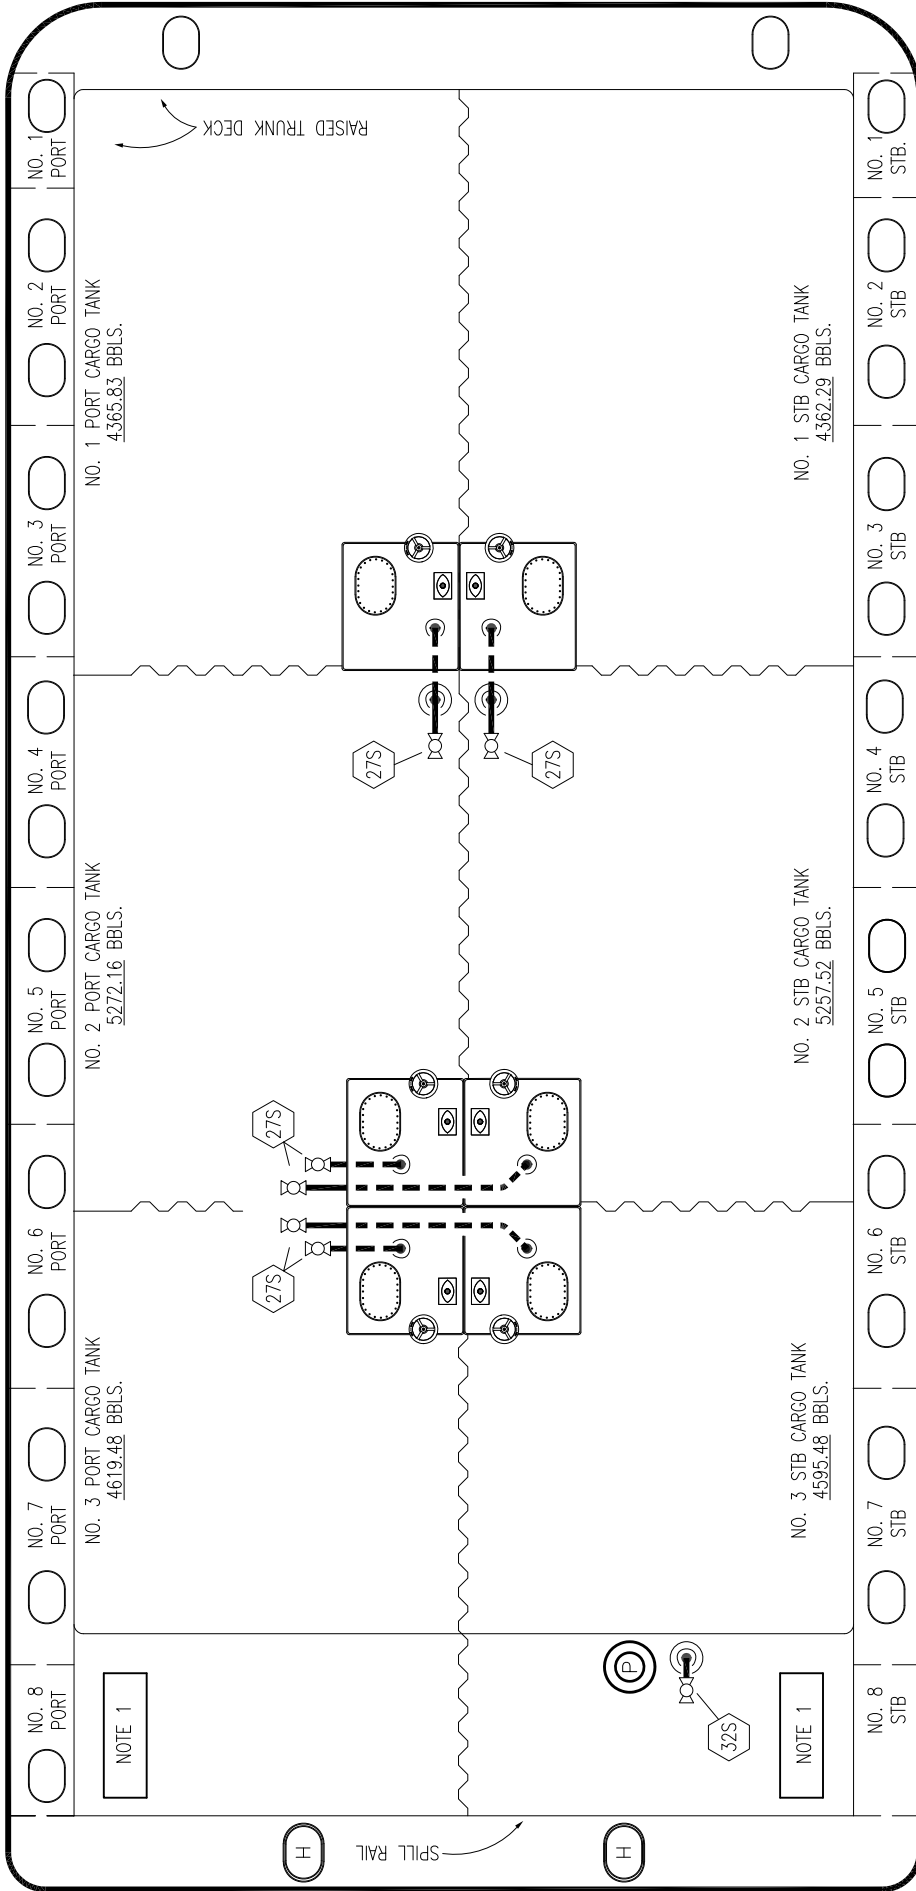 RAISED TRUNK DECK
NO. 1
PORT
NO. 2
PORT
NO. 3
PORT
NO. 4
PORT
NO. 5
PORT
NO. 6
PORT
NO. 7
PORT
NO. 8
PORT
NO. 1 PORT CARGO TANK
4365.83 BBLS.
NO. 2 PORT CARGO TANK
5272.16 BBLS.
NO. 3 PORT CARGO TANK
4619.48 BBLS.
27S
27S
27S
27S
NO. 1 STB CARGO TANK
4362.29 BBLS.
NO. 2 STB CARGO TANK
5257.52 BBLS.
NO. 3 STB CARGO TANK
4595.48 BBLS.
NO. 1
STB.
NO. 2
STB
NO. 3
STB
NO. 4
STB
NO. 5
STB
NO. 6
STB
NO. 7
STB
NO. 8
STB
NOTE 1
P
32S
NOTE 1
H
SPILL RAIL
H